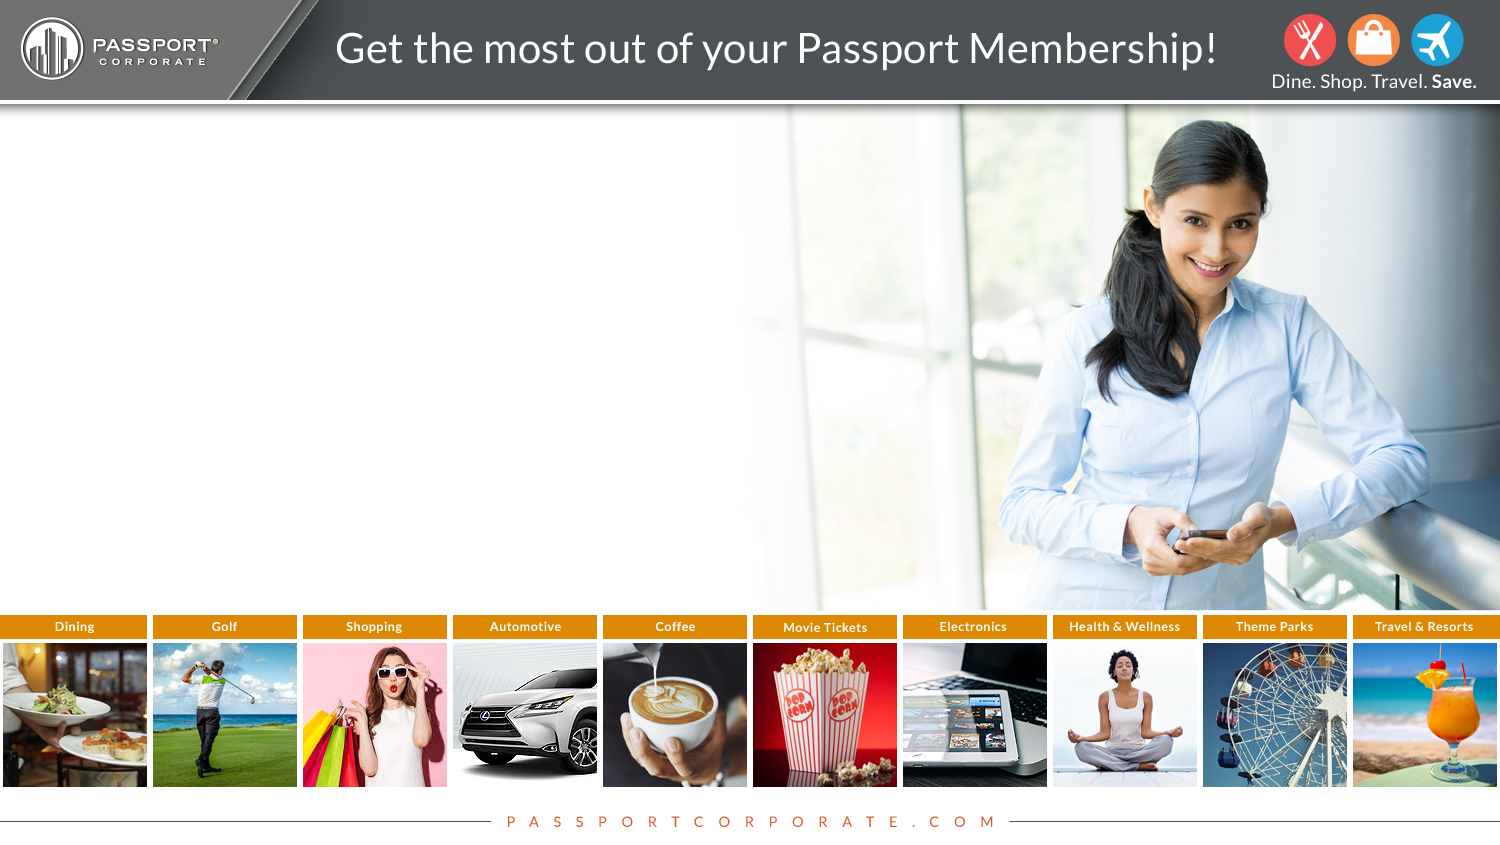 PASSPORT®
CORPORATE
Get the most out of your Passport Membership!
Dine. Shop. Travel. Save.
Dining
Golf
Shopping
Automotive
Coffee
Movie Tickets
Electronics
Health & Wellness
Theme Parks
Travel & Resorts
POP
CORN
POP
CORN
PASSPORTCORPORATE.COM